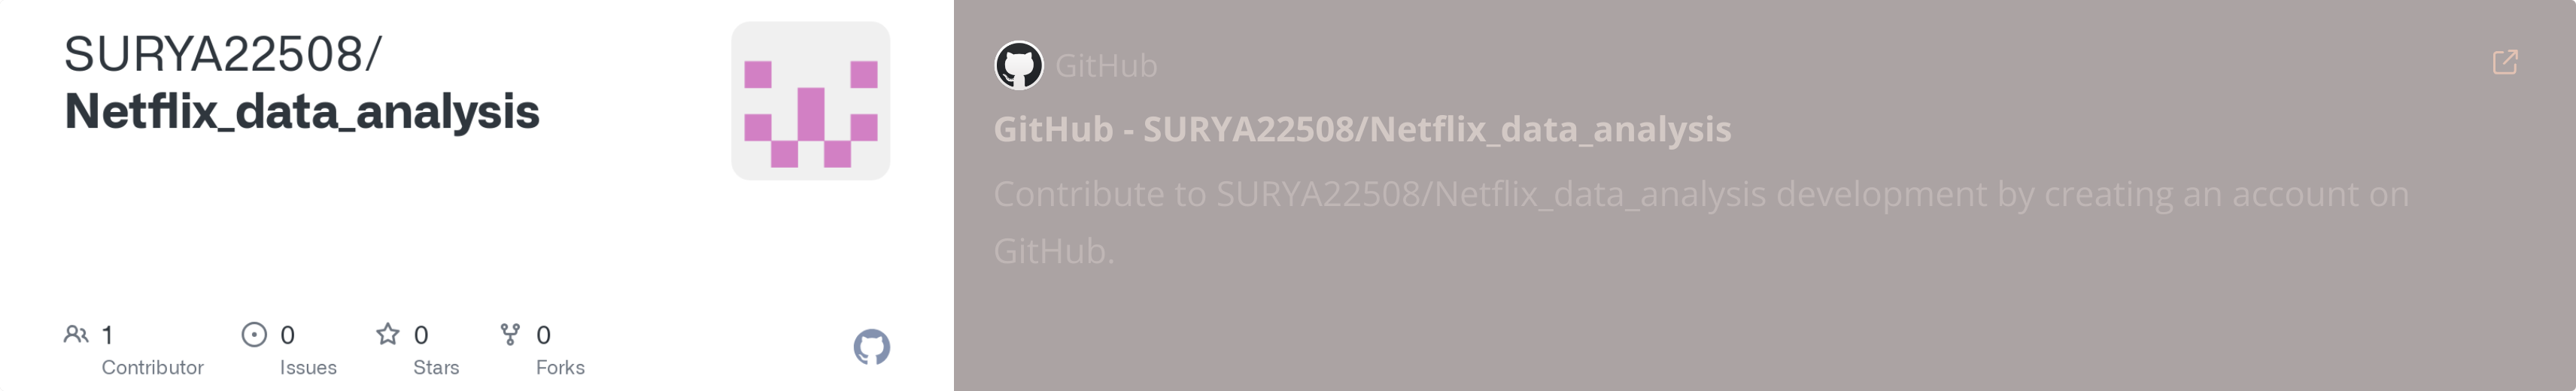 SURYA22508/
Netflix_data_analysis
1
Contributor
0
Issues
0
Stars
0
Forks
GitHub
GitHub - SURYA22508/Netflix_data_analysis
Contribute to SURYA22508/Netflix_data_analysis development by creating an account on
GitHub.